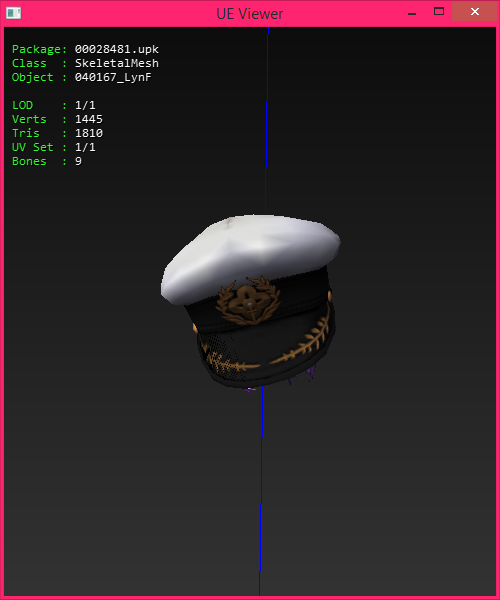 UE Viewer
Package: 00028481.upk
Class : SkeletalMesh
Object : 040167_LynF
LOD : 1/1
Verts : 1445
Tris : 1810
UV Set : 1/1
Bones : 9